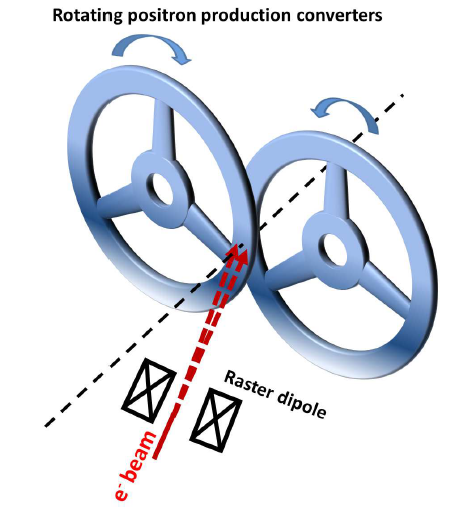 Rotating positron production converters
Raster dipole
e⁻ beam